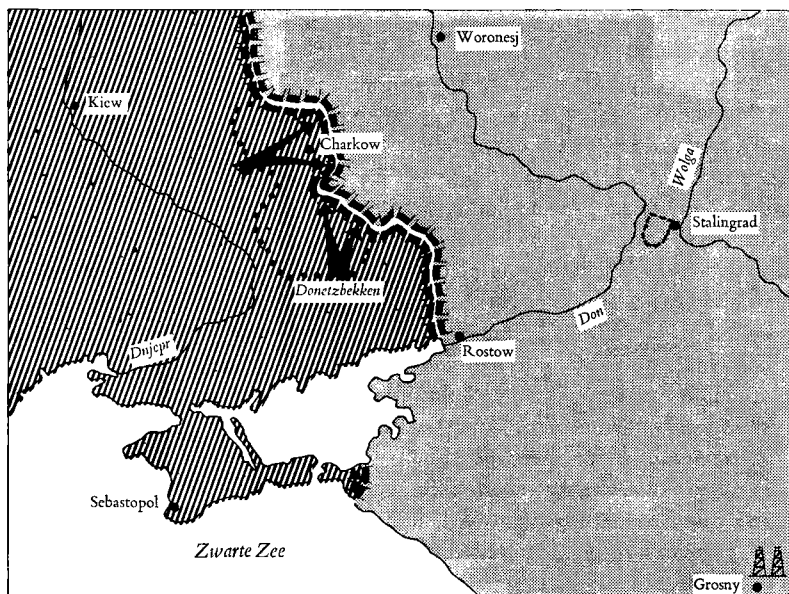 Woronesj
Kiew
Charkow
Wolga
Stalingrad
Donetzbekken
Don
Dnjepr
Rostow
Sebastopol
Zwarte Zee
Grosny